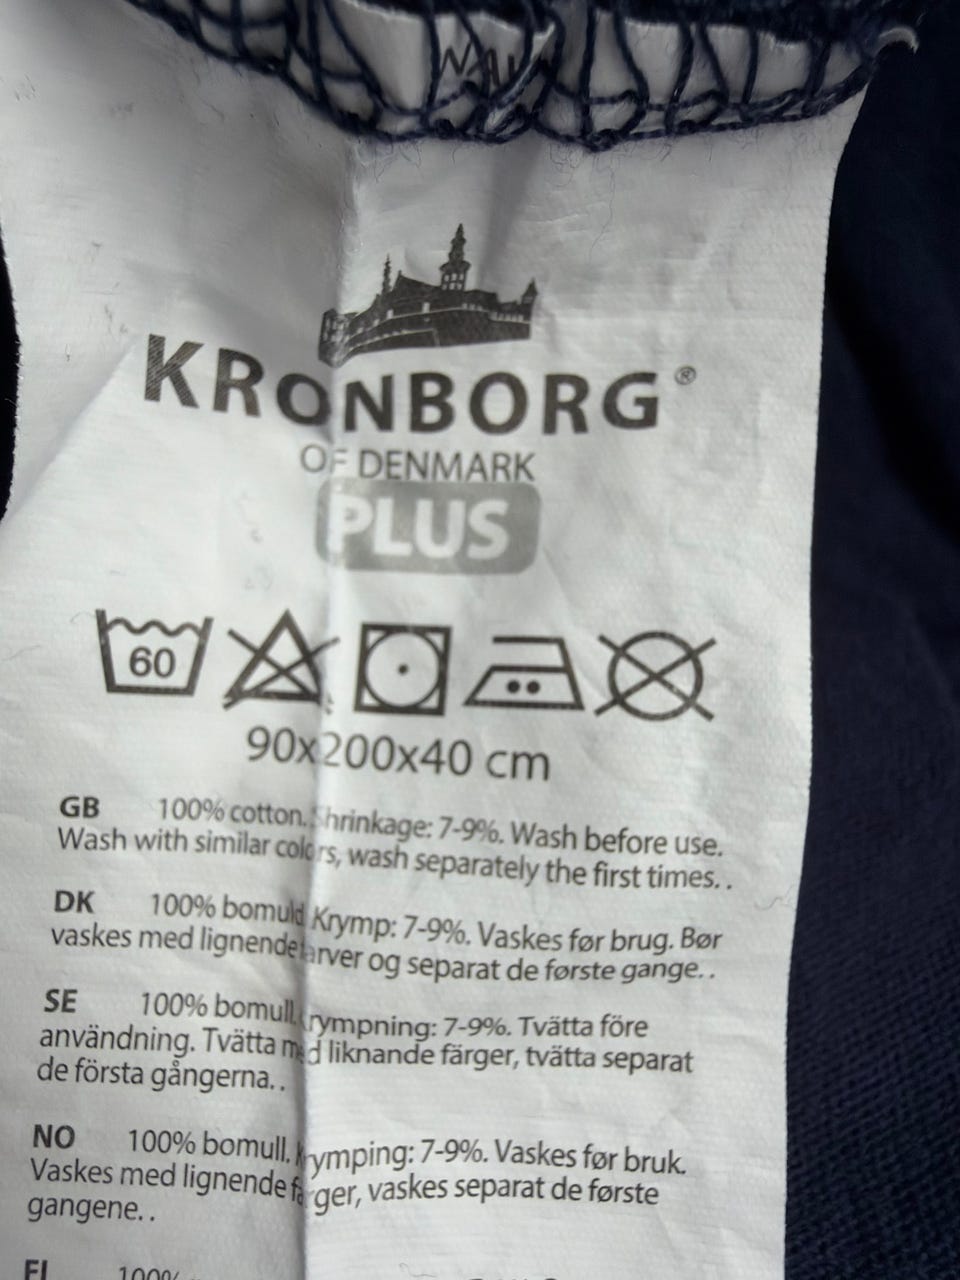 KRONBORG®
OF DENMARK
PLUS
60
90x200x40 cm
GB 100% cotton. Shrinkage: 7-9%. Wash before use.
Wash with similar colors, wash separately the first times. .
DK 100% bomuld Krymp: 7-9%. Vaskes før brug. Bør
vaskes med lignende farver og separat de første gange. .
SE 100% bomull. Krympning: 7-9%. Tvätta före
användning. Tvätta med liknande färger, tvätta separat
de första gångerna. .
NO 100% bomull. Krymping: 7-9%. Vaskes før bruk.
Vaskes med lignende farger, vaskes separat de første
gangene. .
FI 100%